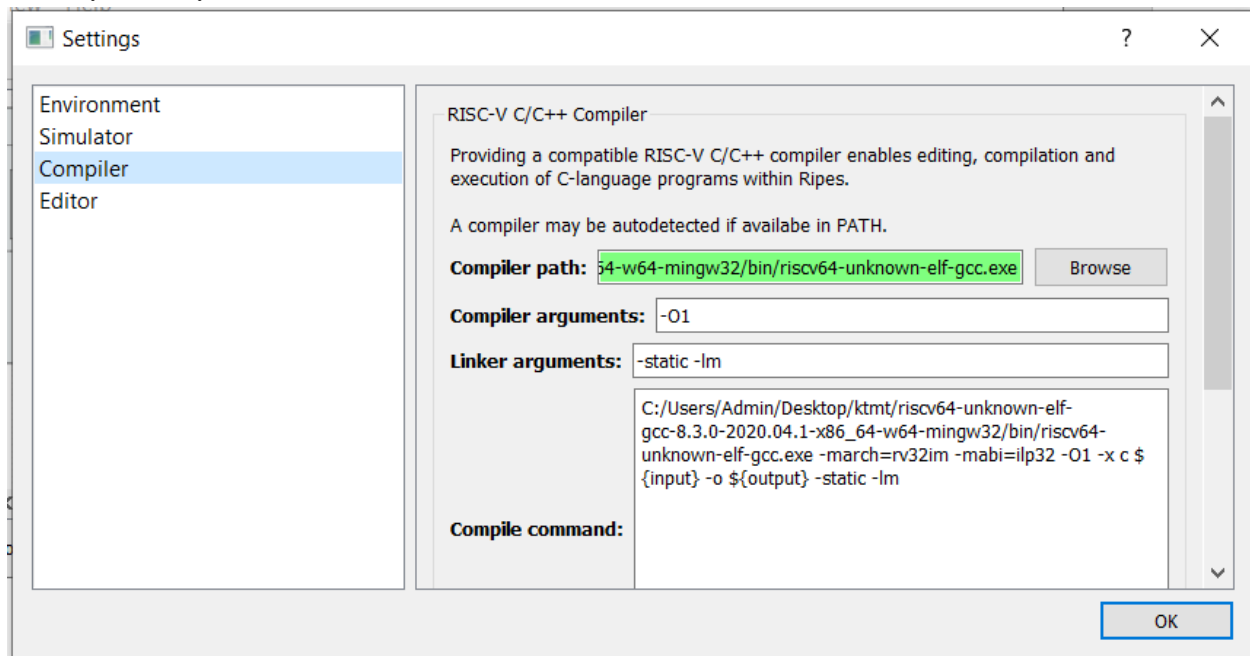 Settings
?
Environment
Simulator
Compiler
Editor
RISC-V C/C++ Compiler
Providing a compatible RISC-V C/C++ compiler enables editing, compilation and
execution of C-language programs within Ripes.
A compiler may be autodetected if availabe in PATH.
Compiler path: 54-w64-mingw32/bin/riscv64-unknown-elf-gcc.exe Browse
Compiler arguments: -O1
Linker arguments: -static -lm
C:/Users/Admin/Desktop/ktmt/riscv64-unknown-elf-
gcc-8.3.0-2020.04.1-x86_64-w64-mingw32/bin/riscv64-
unknown-elf-gcc.exe -march=rv32im -mabi=ilp32 -O1 -x c $
{input} -o ${output} -static -lm
Compile command:
OK